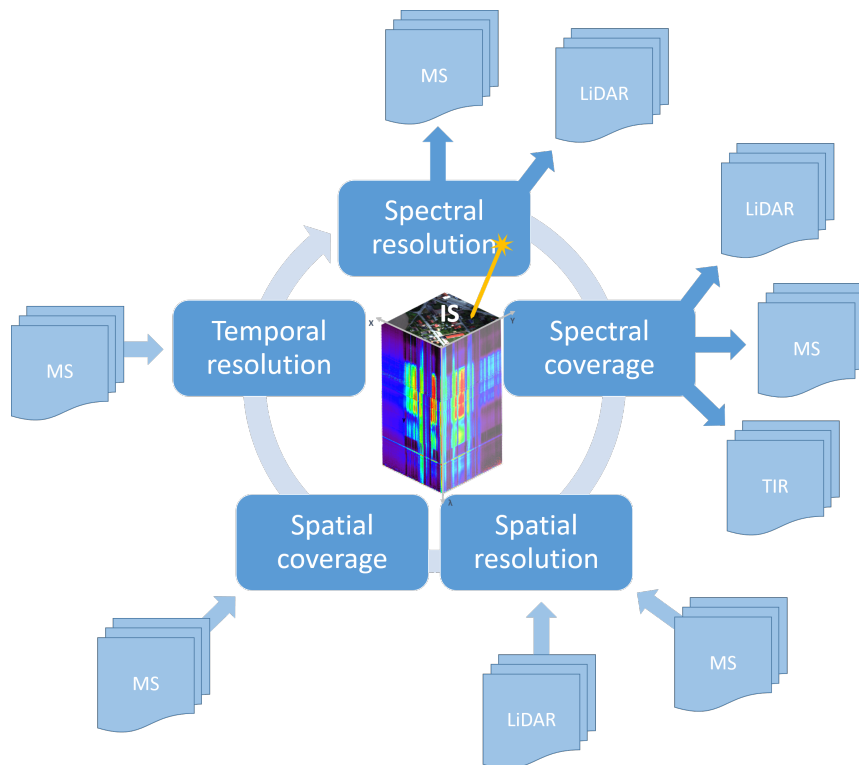 MS
LiDAR
Spectral
resolution
LiDAR
IS
X
Y
MS
Temporal
resolution
Spectral
coverage
MS
TIR
Spatial
coverage
Spatial
resolution
λ
MS
LiDAR
MS